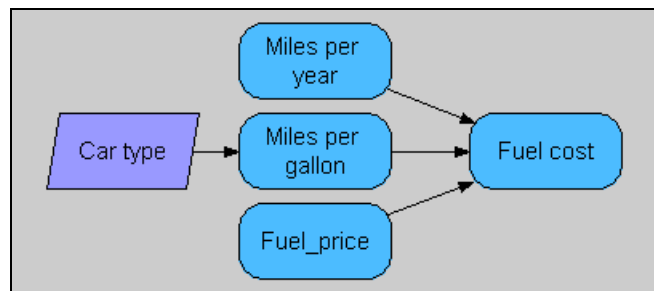 Miles per
year
Car type
Miles per
gallon
Fuel cost
Fuel_price